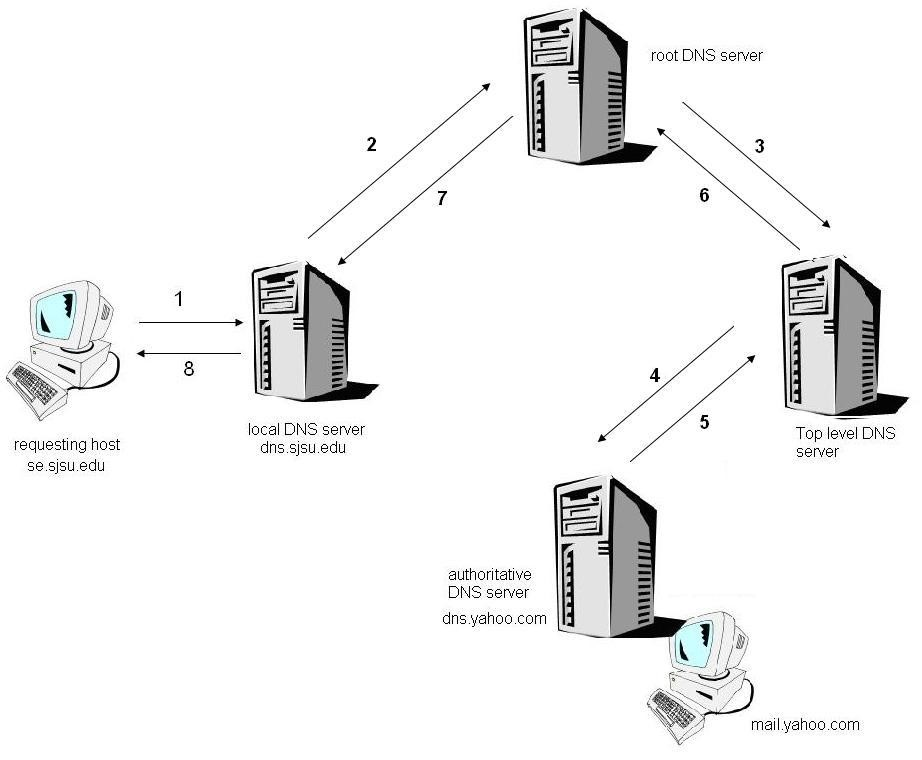 root DNS server
2
3
7
6
1
8
local DNS server
dns.sjsu.edu
requesting host
se.sjsu.edu
4
5
Top level DNS
server
authoritative
DNS server
dns.yahoo.com
mail.yahoo.com